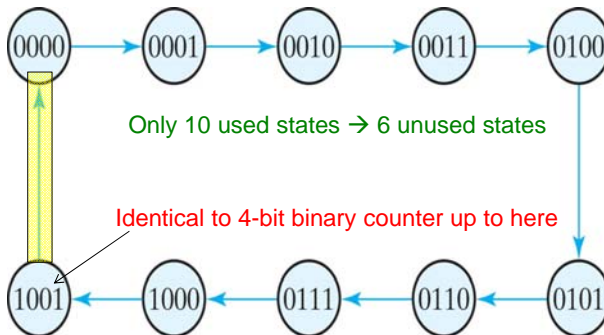 0000 0001 0010 0011 0100
Only 10 used states → 6 unused states
Identical to 4-bit binary counter up to here
1001 1000 0111 0110 0101